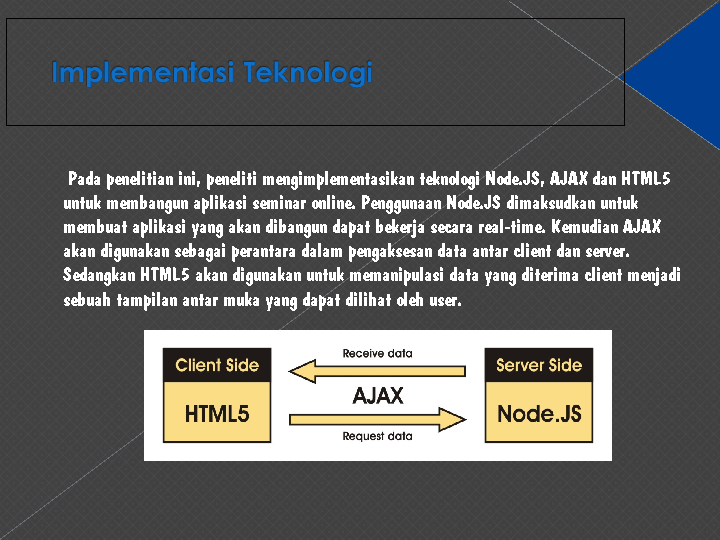 Implementasi Teknologi
Pada penelitian ini, peneliti mengimplementasikan teknologi Node.JS, AJAX dan HTML5
untuk membangun aplikasi seminar online. Penggunaan Node.JS dimaksudkan untuk
membuat aplikasi yang akan dibangun dapat bekerja secara real-time. Kemudian AJAX
akan digunakan sebagai perantara dalam pengaksesan data antar client dan server.
Sedangkan HTML5 akan digunakan untuk memanipulasi data yang diterima client menjadi
sebuah tampilan antar muka yang dapat dilihat oleh user.
Client Side
HTML5
Receive data
AJAX
Request data
Server Side
Node.JS